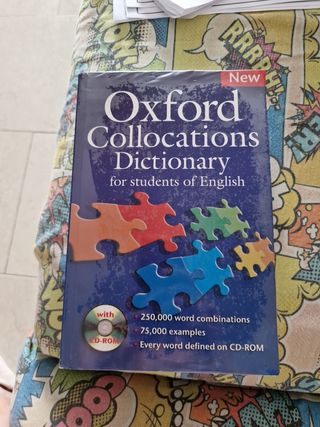 New
Oxford
Collocations
Dictionary
for students of English
with
CD-ROM
250,000 word combinations
75,000 examples
Every word defined on CD-ROM